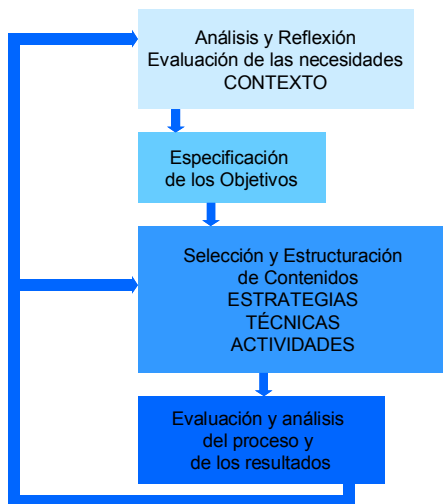 Análisis y Reflexión
Evaluación de las necesidades
CONTEXTO
Especificación
de los Objetivos
Selección y Estructuración
de Contenidos
ESTRATEGIAS
TÉCNICAS
ACTIVIDADES
Evaluación y análisis
del proceso y
de los resultados